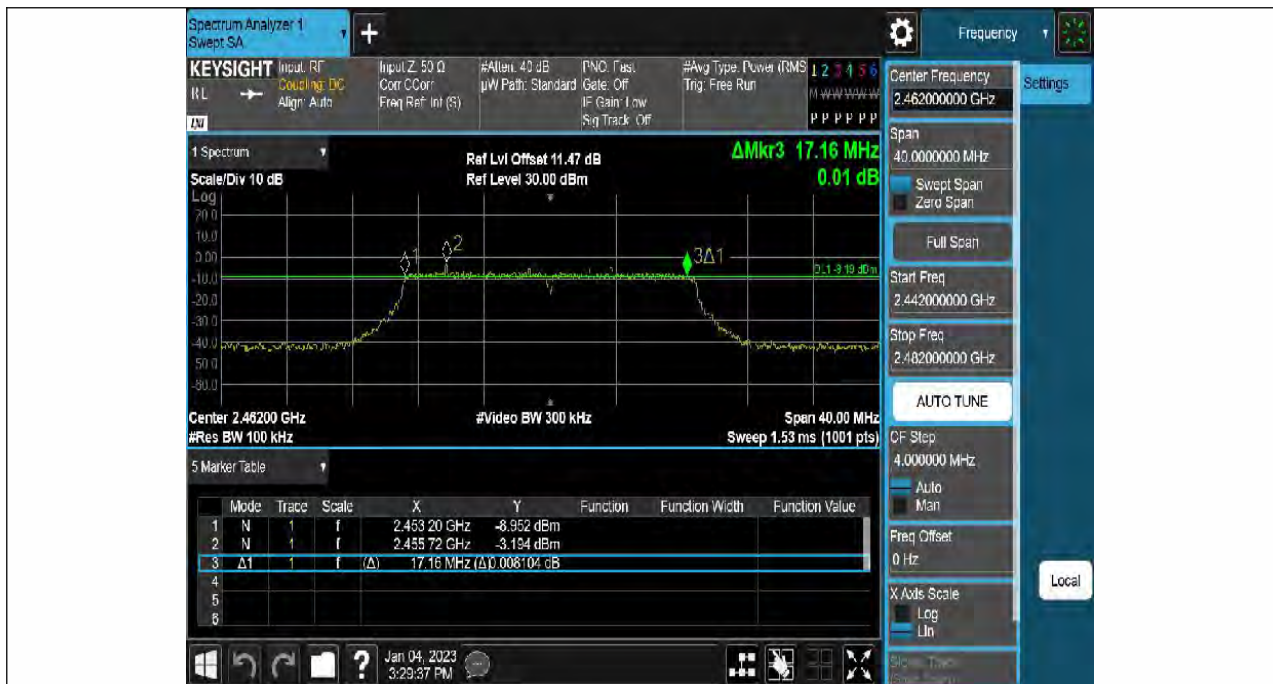 Spectrum Analyzer 1
Swept SA
+
Frequency
KEYSIGHT
RL
LXI
Input: RF
Coupling: DC
Align: Auto
Input Z: 50 Ω
Corr CCorr
Freq Ref: Int (S)
#Atten: 40 dB
µW Path: Standard
PNO: Fast
Gate: Off
IF Gain: Low
Sig Track: Off
#Avg Type: Power (RMS
Trig: Free Run
1 2 3 4 5 6
M W W W W W
P P P P P P
Center Frequency
2.462000000 GHz
Settings
1 Spectrum
Scale/Div 10 dB
Ref Lvl Offset 11.47 dB
Ref Level 30.00 dBm
ΔMkr3 17.16 MHz
0.01 dB
Span
40.0000000 MHz
Swept Span
Zero Span
Full Span
Log
20.0
10.0
0.00
-10.0
-20.0
-30.0
-40.0
-50.0
-60.0
1
2
3Δ1
DL1 -9.19 dBm
Start Freq
2.442000000 GHz
Stop Freq
2.482000000 GHz
AUTO TUNE
Center 2.46200 GHz
#Res BW 100 kHz
#Video BW 300 kHz
Span 40.00 MHz
Sweep 1.53 ms (1001 pts)
CF Step
4.000000 MHz
Auto
Man
5 Marker Table
Mode Trace Scale X Y Function Function Width Function Value
1 N 1 f 2.453 20 GHz -8.952 dBm
2 N 1 f 2.455 72 GHz -3.194 dBm
3 Δ1 1 f (Δ) 17.16 MHz (Δ) 0.008104 dB
4
5
6
Freq Offset
0 Hz
X Axis Scale
Log
Lin
Local
?
Jan 04, 2023
3:29:37 PM